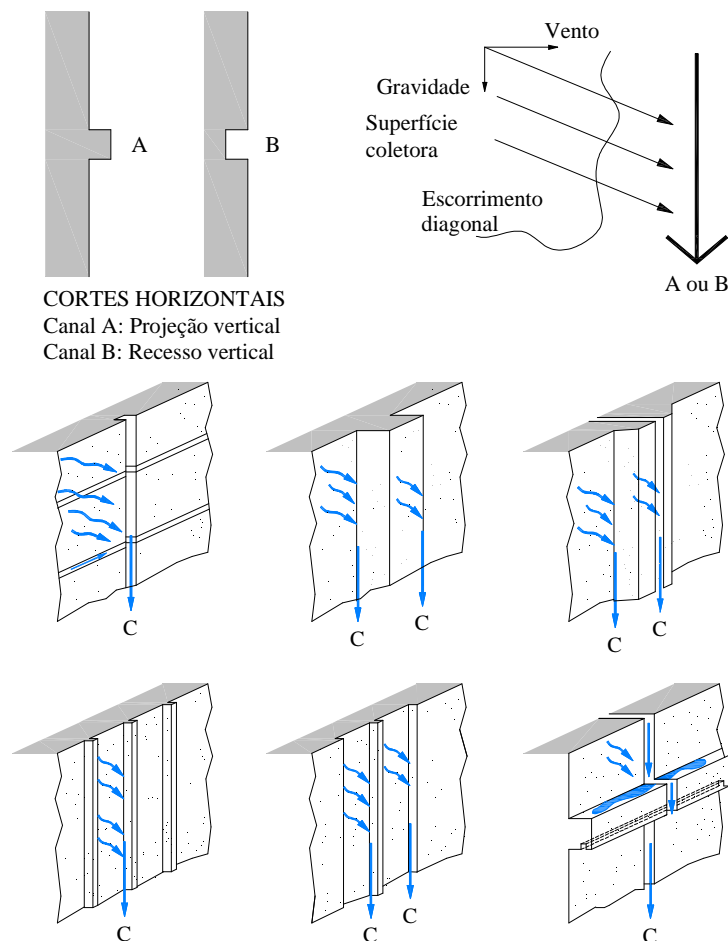 A
B
CORTES HORIZONTAIS
Canal A: Projeção vertical
Canal B: Recesso vertical
Vento
Gravidade
Superfície
coletora
Escorrimento
diagonal
A ou B
C
C
C
C
C
C
C
C
C